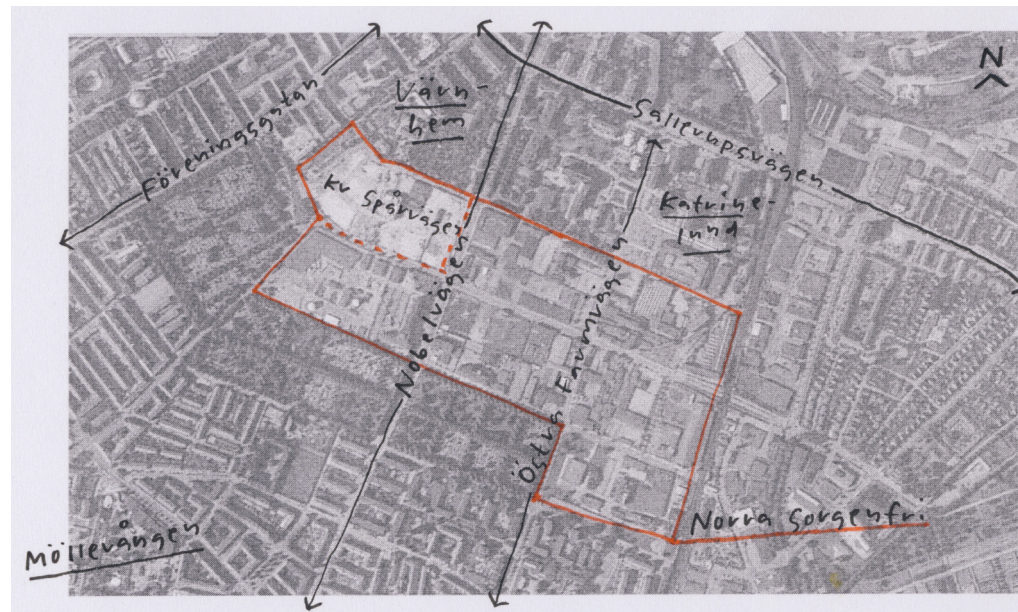 N
Värn-
hem
Föreningsgatan
Sallerupsvägen
kv Spårvägen
Katrine-
lund
Nobelvägen
Östra Farmvägen
Norra Sorgenfri
Möllevången